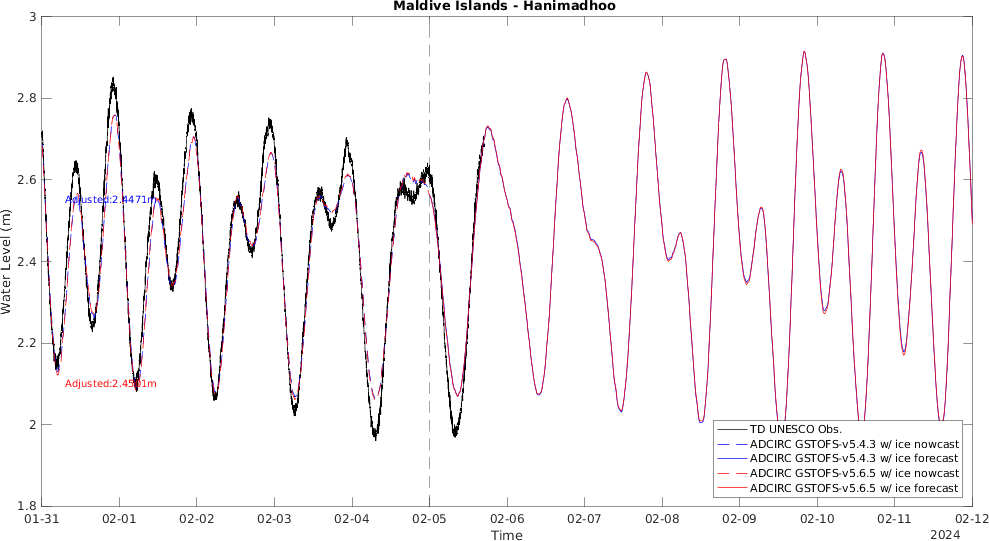 Maldive Islands - Hanimadhoo
3
2.8
2.6
2.4
2.2
2
1.8
Water Level (m)
Adjusted:2.4471m
Adjusted:2.4501m
TD UNESCO Obs.
ADCIRC GSTOFS-v5.4.3 w/ ice nowcast
ADCIRC GSTOFS-v5.4.3 w/ ice forecast
ADCIRC GSTOFS-v5.6.5 w/ ice nowcast
ADCIRC GSTOFS-v5.6.5 w/ ice forecast
01-31 02-01 02-02 02-03 02-04 02-05 02-06 02-07 02-08 02-09 02-10 02-11 02-12
Time
2024